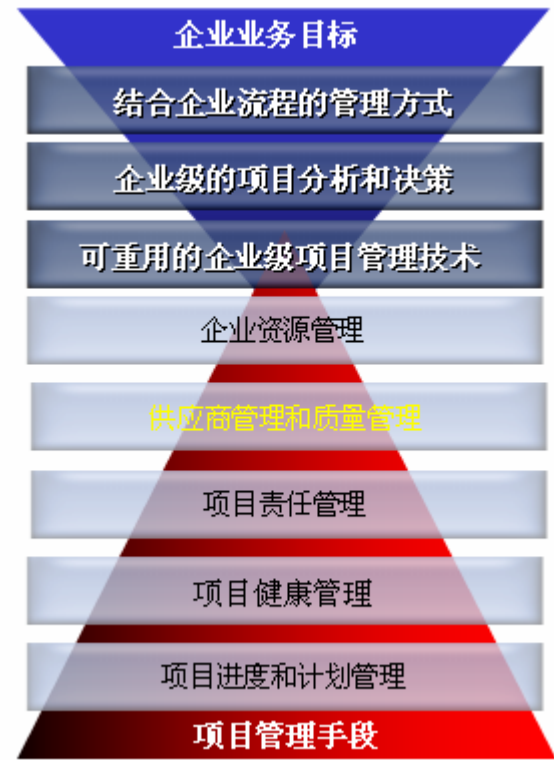 企业业务目标
结合企业流程的管理方式
企业级的项目分析和决策
可重用的企业级项目管理技术
企业资源管理
供应商管理和质量管理
项目责任管理
项目健康管理
项目进度和计划管理
项目管理手段